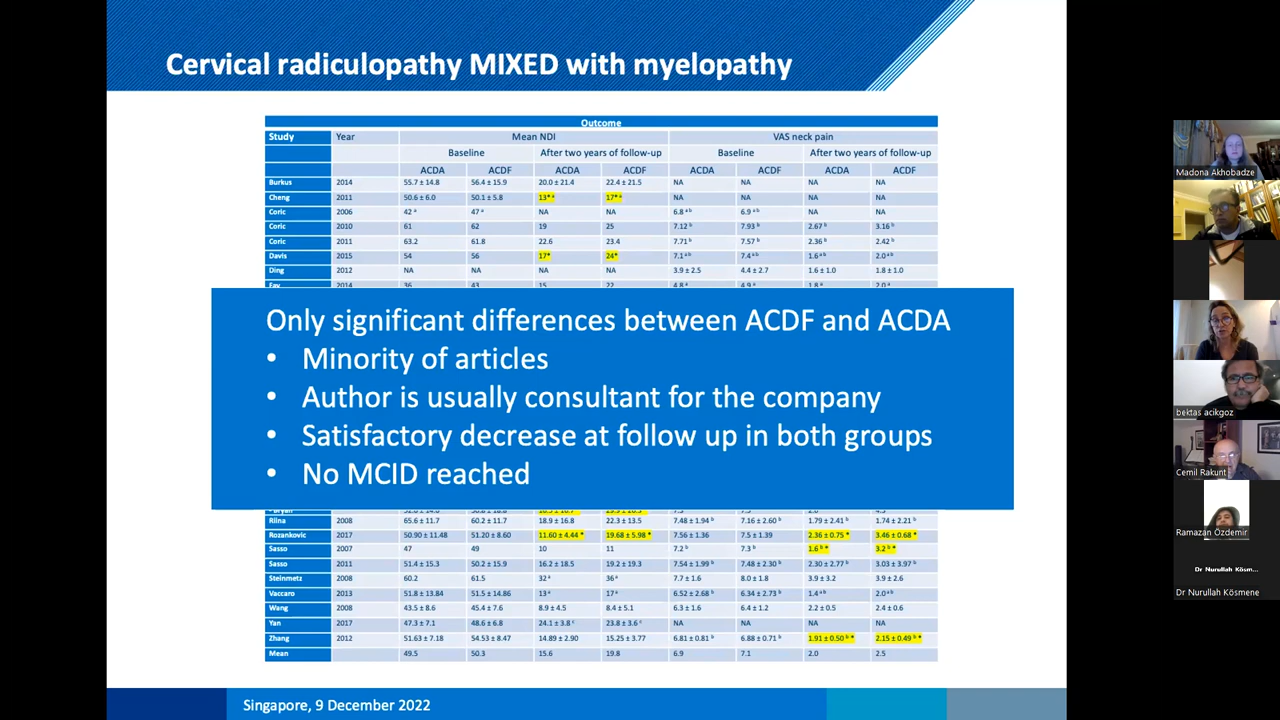 Cervical radiculopathy MIXED with myelopathy
Outcome
Study Year Mean NDI VAS neck pain
Baseline After two years of follow-up Baseline After two years of follow-up
ACDA ACDF ACDA ACDF ACDA ACDF ACDA ACDF
Burkus 2014 55.7 ± 14.8 56.4 ± 15.9 20.0 ± 21.4 22.4 ± 21.5 NA NA NA NA
Cheng 2011 50.6 ± 6.0 50.1 ± 5.8 13* ᵃ 17* ᵃ NA NA NA NA
Coric 2006 42 ᵃ 47 ᵃ NA NA 6.8 ᵃ ᵇ 6.9 ᵃ ᵇ NA NA
Coric 2010 61 62 19 25 7.12 ᵇ 7.93 ᵇ 2.67 ᵇ 3.16 ᵇ
Coric 2011 63.2 61.8 22.6 23.4 7.71 ᵇ 7.57 ᵇ 2.36 ᵇ 2.42 ᵇ
Davis 2015 54 56 17* 24* 7.1 ᵃ ᵇ 7.4 ᵃ ᵇ 1.6 ᵃ ᵇ 2.0 ᵃ ᵇ
Ding 2012 NA NA NA NA 3.9 ± 2.5 4.4 ± 2.7 1.6 ± 1.0 1.8 ± 1.0
2014 36 43 15 22 4.8 ᵃ 4.9 ᵃ 1.8 ᵃ 2.0 ᵃ
Only significant differences between ACDF and ACDA
• Minority of articles
• Author is usually consultant for the company
• Satisfactory decrease at follow up in both groups
• No MCID reached
Riina 2008 65.6 ± 11.7 60.2 ± 11.7 18.9 ± 16.8 22.3 ± 13.5 7.48 ± 1.94 ᵇ 7.16 ± 2.60 ᵇ 1.79 ± 2.41 ᵇ 1.74 ± 2.21 ᵇ
Rozankovic 2017 50.90 ± 11.48 51.20 ± 8.60 11.60 ± 4.44 * 19.68 ± 5.98 * 7.56 ± 1.36 7.5 ± 1.39 2.36 ± 0.75 * 3.46 ± 0.68 *
Sasso 2007 47 49 10 11 7.2 ᵇ 7.3 ᵇ 1.6 ᵇ * 3.2 ᵇ *
Sasso 2011 51.4 ± 15.3 50.2 ± 15.9 16.2 ± 18.5 19.2 ± 19.3 7.54 ± 1.99 ᵇ 7.48 ± 2.30 ᵇ 2.30 ± 2.77 ᵇ 3.03 ± 3.97 ᵇ
Steinmetz 2008 60.2 61.5 32 ᵃ 36 ᵃ 7.7 ± 1.6 8.0 ± 1.8 3.9 ± 3.2 3.9 ± 2.6
Vaccaro 2013 51.8 ± 13.84 51.5 ± 14.86 13 ᵃ 17 ᵃ 6.52 ± 2.68 ᵇ 6.34 ± 2.73 ᵇ 1.4 ᵃ ᵇ 2.0 ᵃ ᵇ
Wang 2008 43.5 ± 8.6 45.4 ± 7.6 8.9 ± 4.5 8.4 ± 5.1 6.3 ± 1.6 6.4 ± 1.2 2.2 ± 0.5 2.4 ± 0.6
Yan 2017 47.3 ± 7.1 48.6 ± 6.8 24.1 ± 3.8 ᶜ 23.8 ± 3.6 ᶜ NA NA NA NA
Zhang 2012 51.63 ± 7.18 54.53 ± 8.47 14.89 ± 2.90 15.25 ± 3.77 6.81 ± 0.81 ᵇ 6.88 ± 0.71 ᵇ 1.91 ± 0.50 ᵇ * 2.15 ± 0.49 ᵇ *
Mean 49.5 50.3 15.6 19.8 6.9 7.1 2.0 2.5
Singapore, 9 December 2022
Madona Akhobadze
bektas acikgoz
Cemil Rakunt
Ramazan Özdemir
Dr Nurullah Kösm...
Dr Nurullah Kösmene